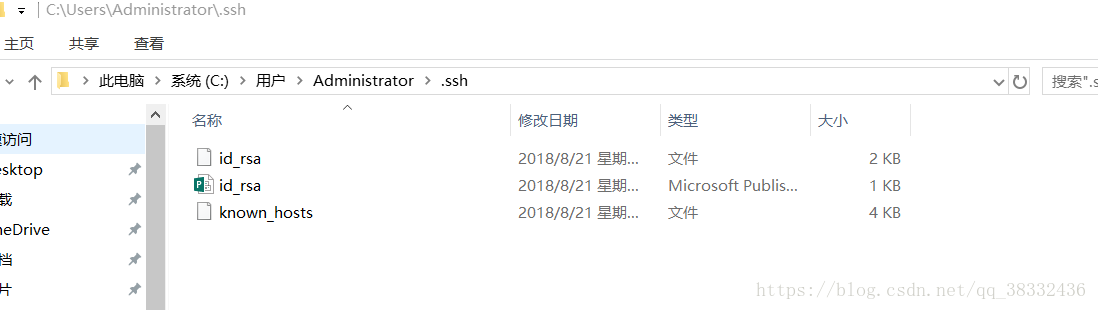 C:\Users\Administrator\.ssh
主页 共享 查看
此电脑 系统 (C:) 用户 Administrator .ssh 搜索".s
名称 修改日期 类型 大小
访问
id_rsa 2018/8/21 星期... 文件 2 KB
esktop
id_rsa 2018/8/21 星期... Microsoft Publis... 1 KB
载
known_hosts 2018/8/21 星期... 文件 4 KB
neDrive
档
片
https://blog.csdn.net/qq_38332436